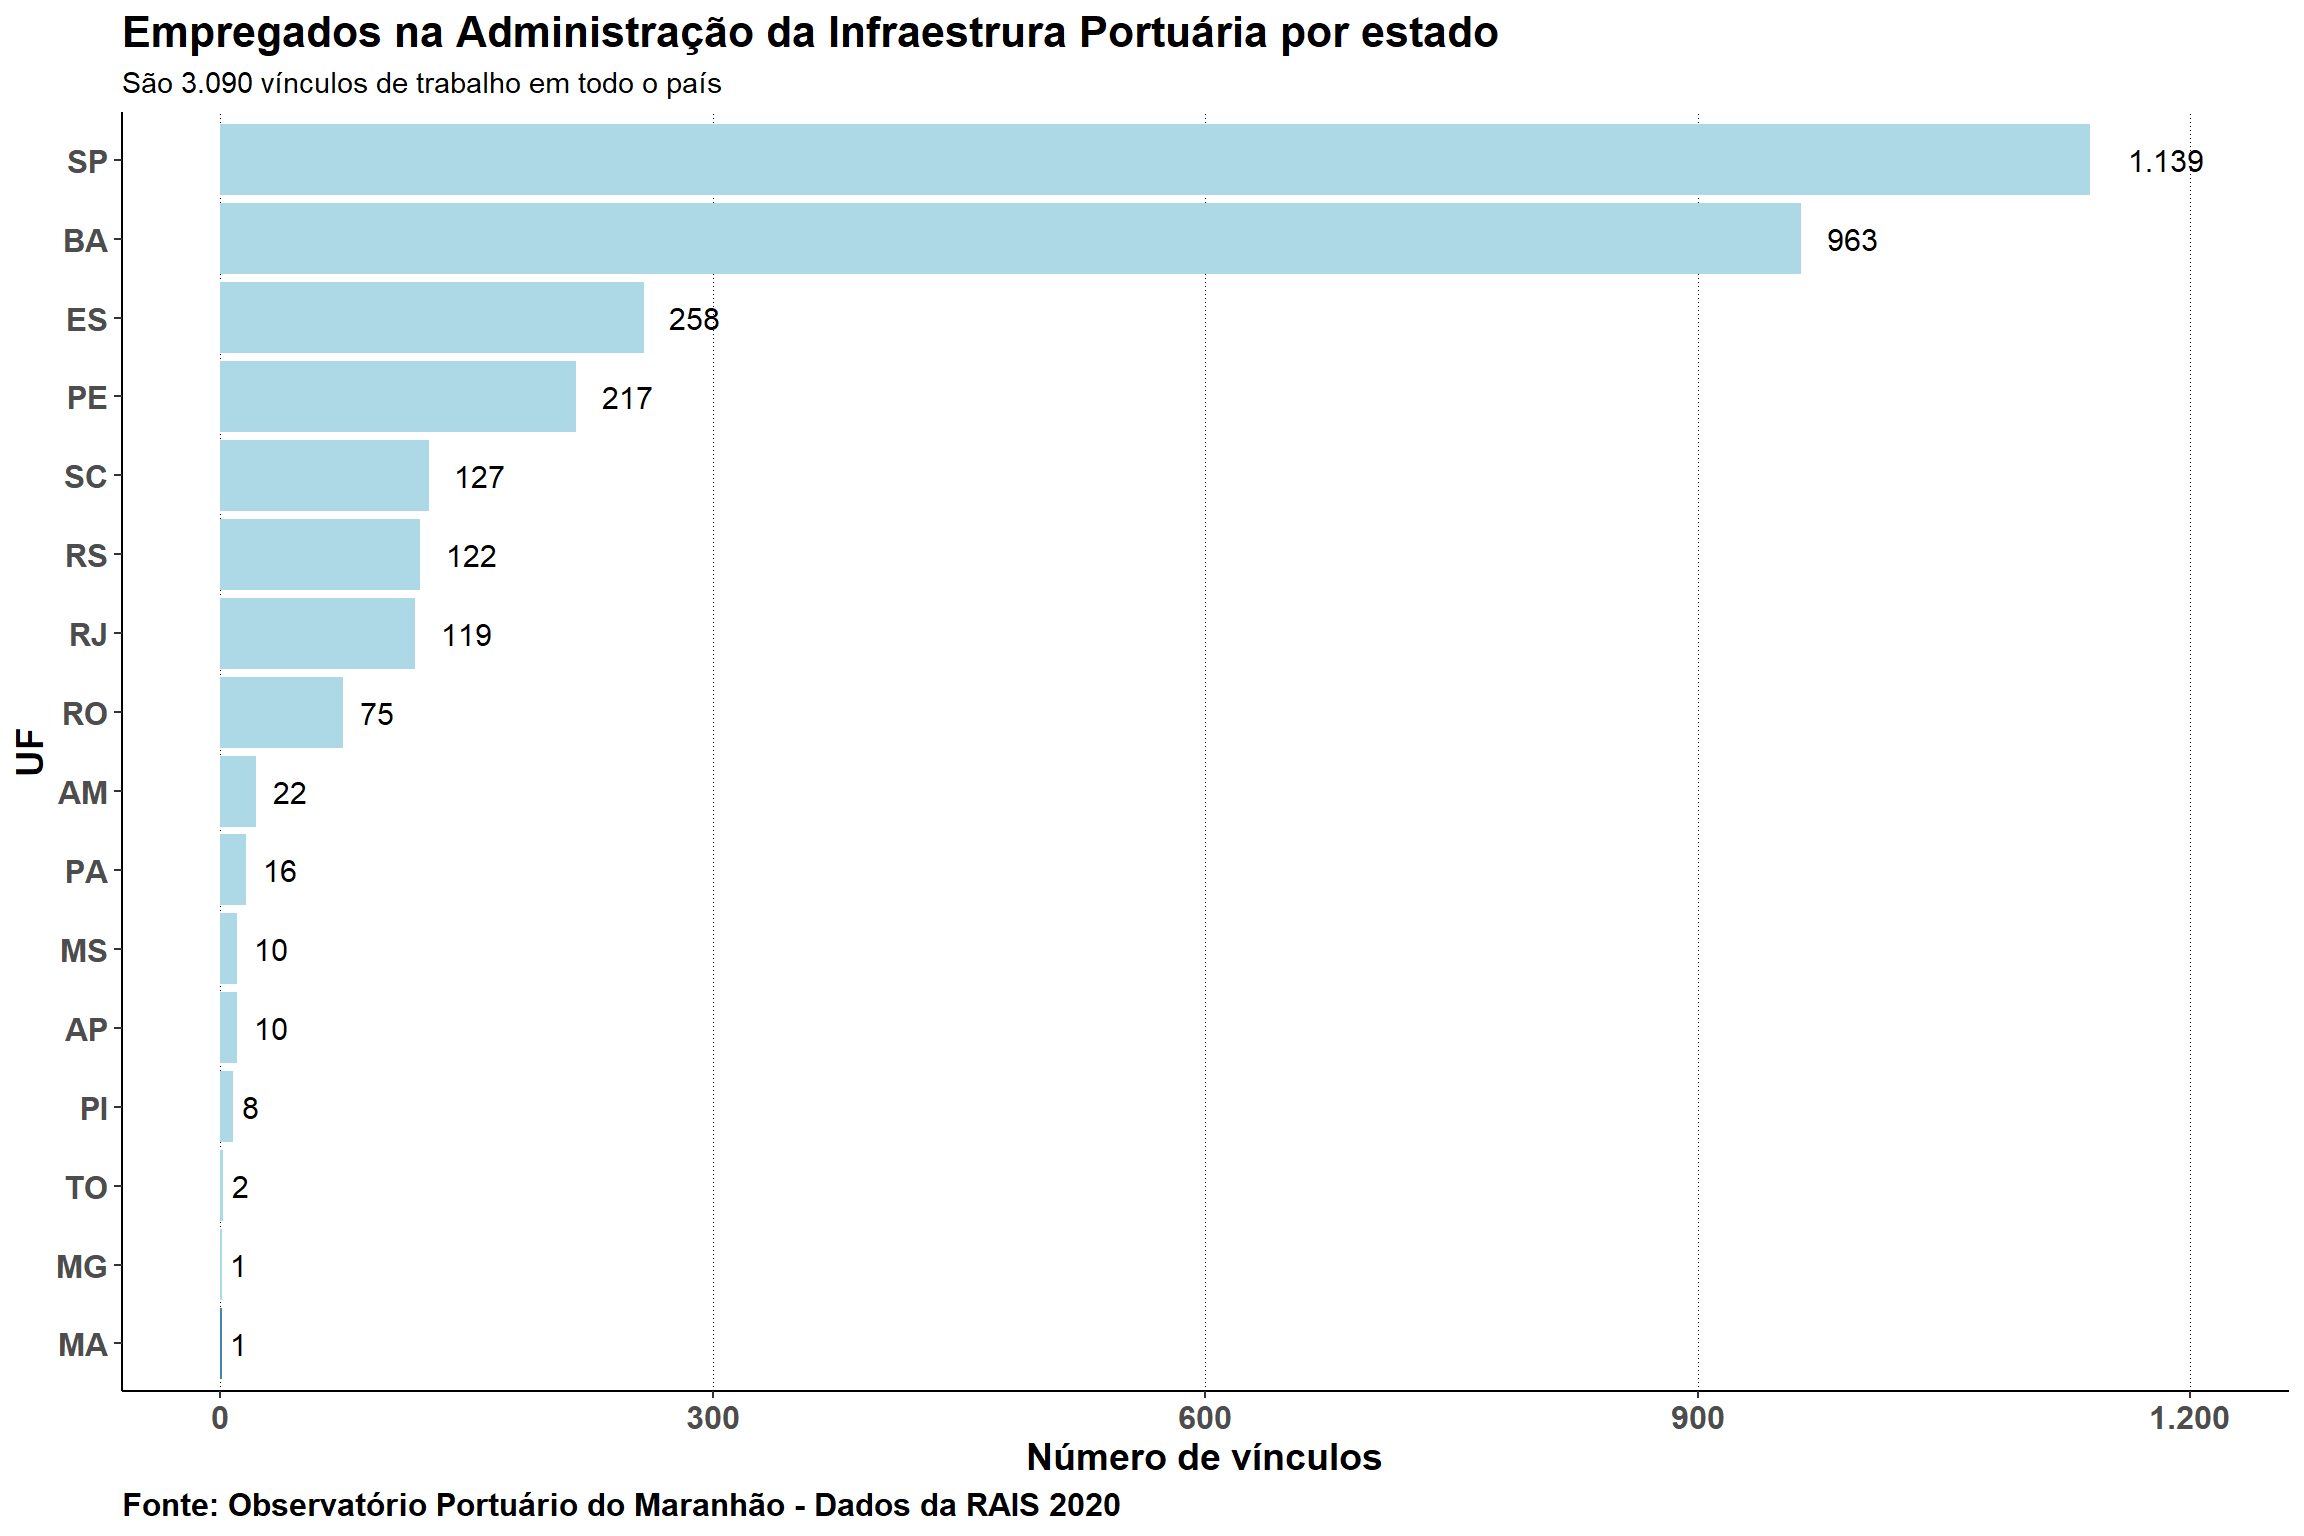 Empregados na Administração da Infraestrura Portuária por estado
São 3.090 vínculos de trabalho em todo o país
SP 1.139
BA 963
ES 258
PE 217
SC 127
RS 122
RJ 119
RO 75
UF
AM 22
PA 16
MS 10
AP 10
PI 8
TO 2
MG 1
MA 1
0 300 600 900 1.200
Número de vínculos
Fonte: Observatório Portuário do Maranhão - Dados da RAIS 2020